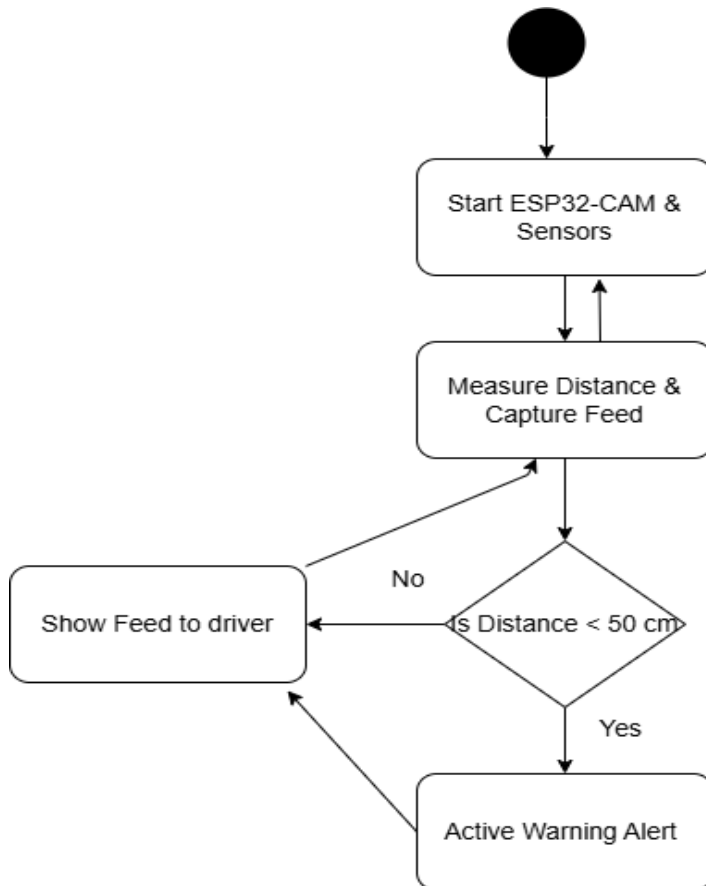 Start ESP32-CAM &
Sensors
Measure Distance &
Capture Feed
No
Show Feed to driver
Is Distance < 50 cm
Yes
Active Warning Alert